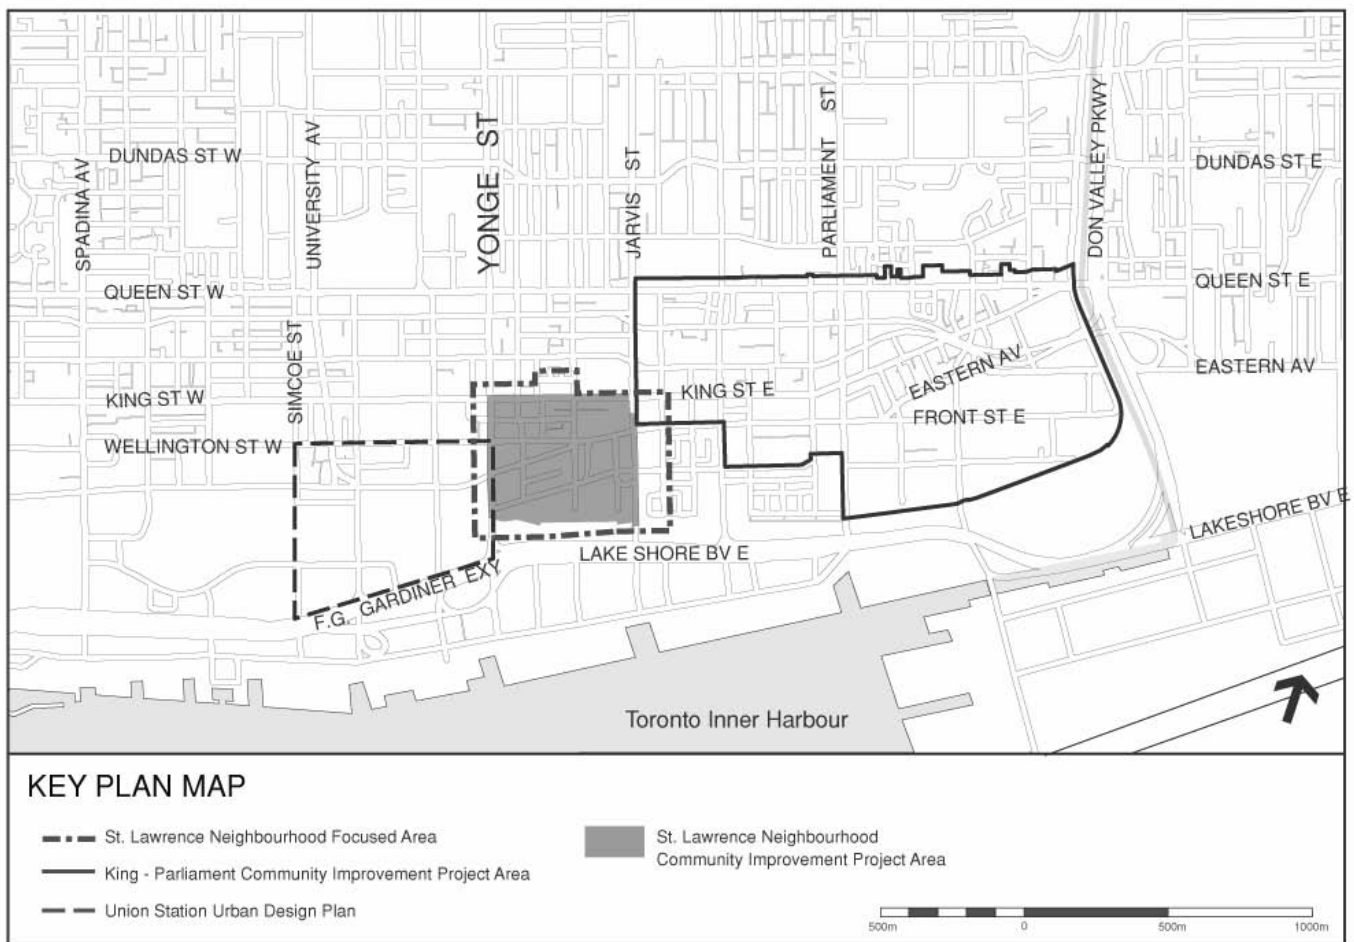 SPADINA AV
DUNDAS ST W
UNIVERSITY AV
YONGE ST
JARVIS ST
PARLIAMENT ST
DON VALLEY PKWY
DUNDAS ST E
QUEEN ST W
QUEEN ST E
SIMCOE ST
KING ST W
KING ST E
EASTERN AV
EASTERN AV
FRONT ST E
WELLINGTON ST W
LAKE SHORE BV E
LAKESHORE BV E
F.G. GARDINER EXY
Toronto Inner Harbour
KEY PLAN MAP
St. Lawrence Neighbourhood Focused Area
King - Parliament Community Improvement Project Area
Union Station Urban Design Plan
St. Lawrence Neighbourhood
Community Improvement Project Area
500m 0 500m 1000m